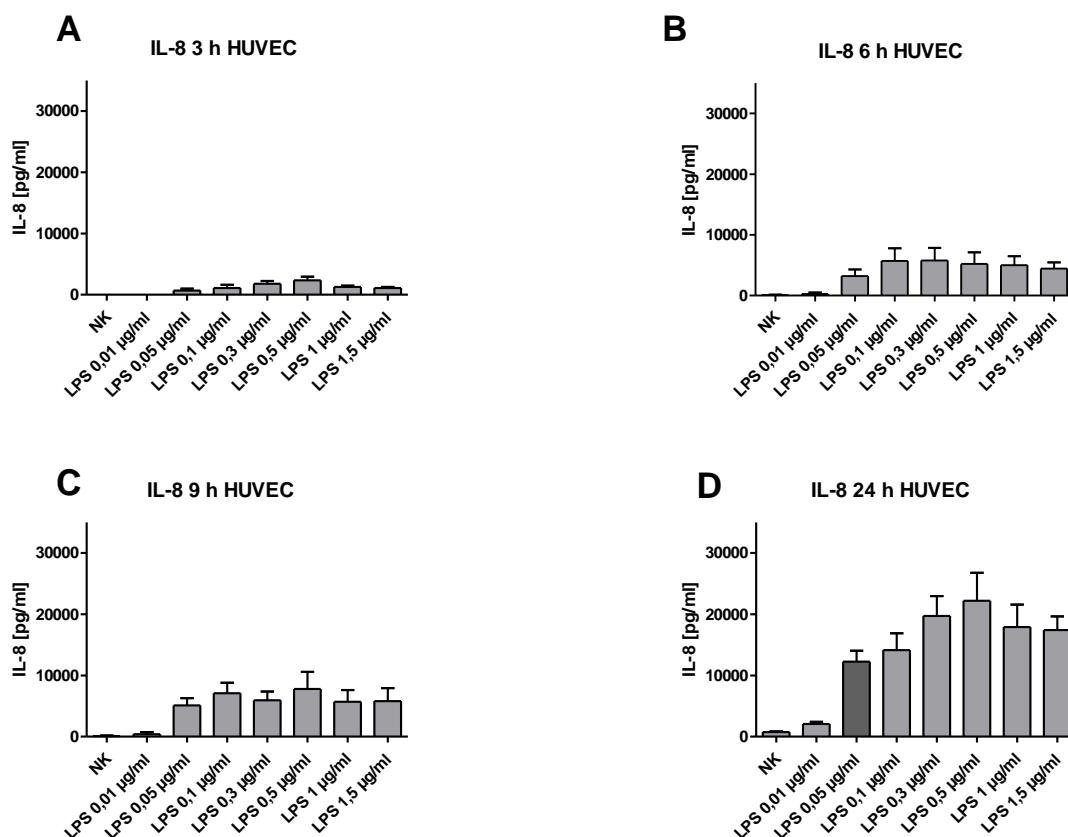 A
IL-8 3 h HUVEC
IL-8 [pg/ml]
30000
20000
10000
0
NK
LPS 0,01 µg/ml
LPS 0,05 µg/ml
LPS 0,1 µg/ml
LPS 0,3 µg/ml
LPS 0,5 µg/ml
LPS 1 µg/ml
LPS 1,5 µg/ml
B
IL-8 6 h HUVEC
IL-8 [pg/ml]
30000
20000
10000
0
NK
LPS 0,01 µg/ml
LPS 0,05 µg/ml
LPS 0,1 µg/ml
LPS 0,3 µg/ml
LPS 0,5 µg/ml
LPS 1 µg/ml
LPS 1,5 µg/ml
C
IL-8 9 h HUVEC
IL-8 [pg/ml]
30000
20000
10000
0
NK
LPS 0,01 µg/ml
LPS 0,05 µg/ml
LPS 0,1 µg/ml
LPS 0,3 µg/ml
LPS 0,5 µg/ml
LPS 1 µg/ml
LPS 1,5 µg/ml
D
IL-8 24 h HUVEC
IL-8 [pg/ml]
30000
20000
10000
0
NK
LPS 0,01 µg/ml
LPS 0,05 µg/ml
LPS 0,1 µg/ml
LPS 0,3 µg/ml
LPS 0,5 µg/ml
LPS 1 µg/ml
LPS 1,5 µg/ml